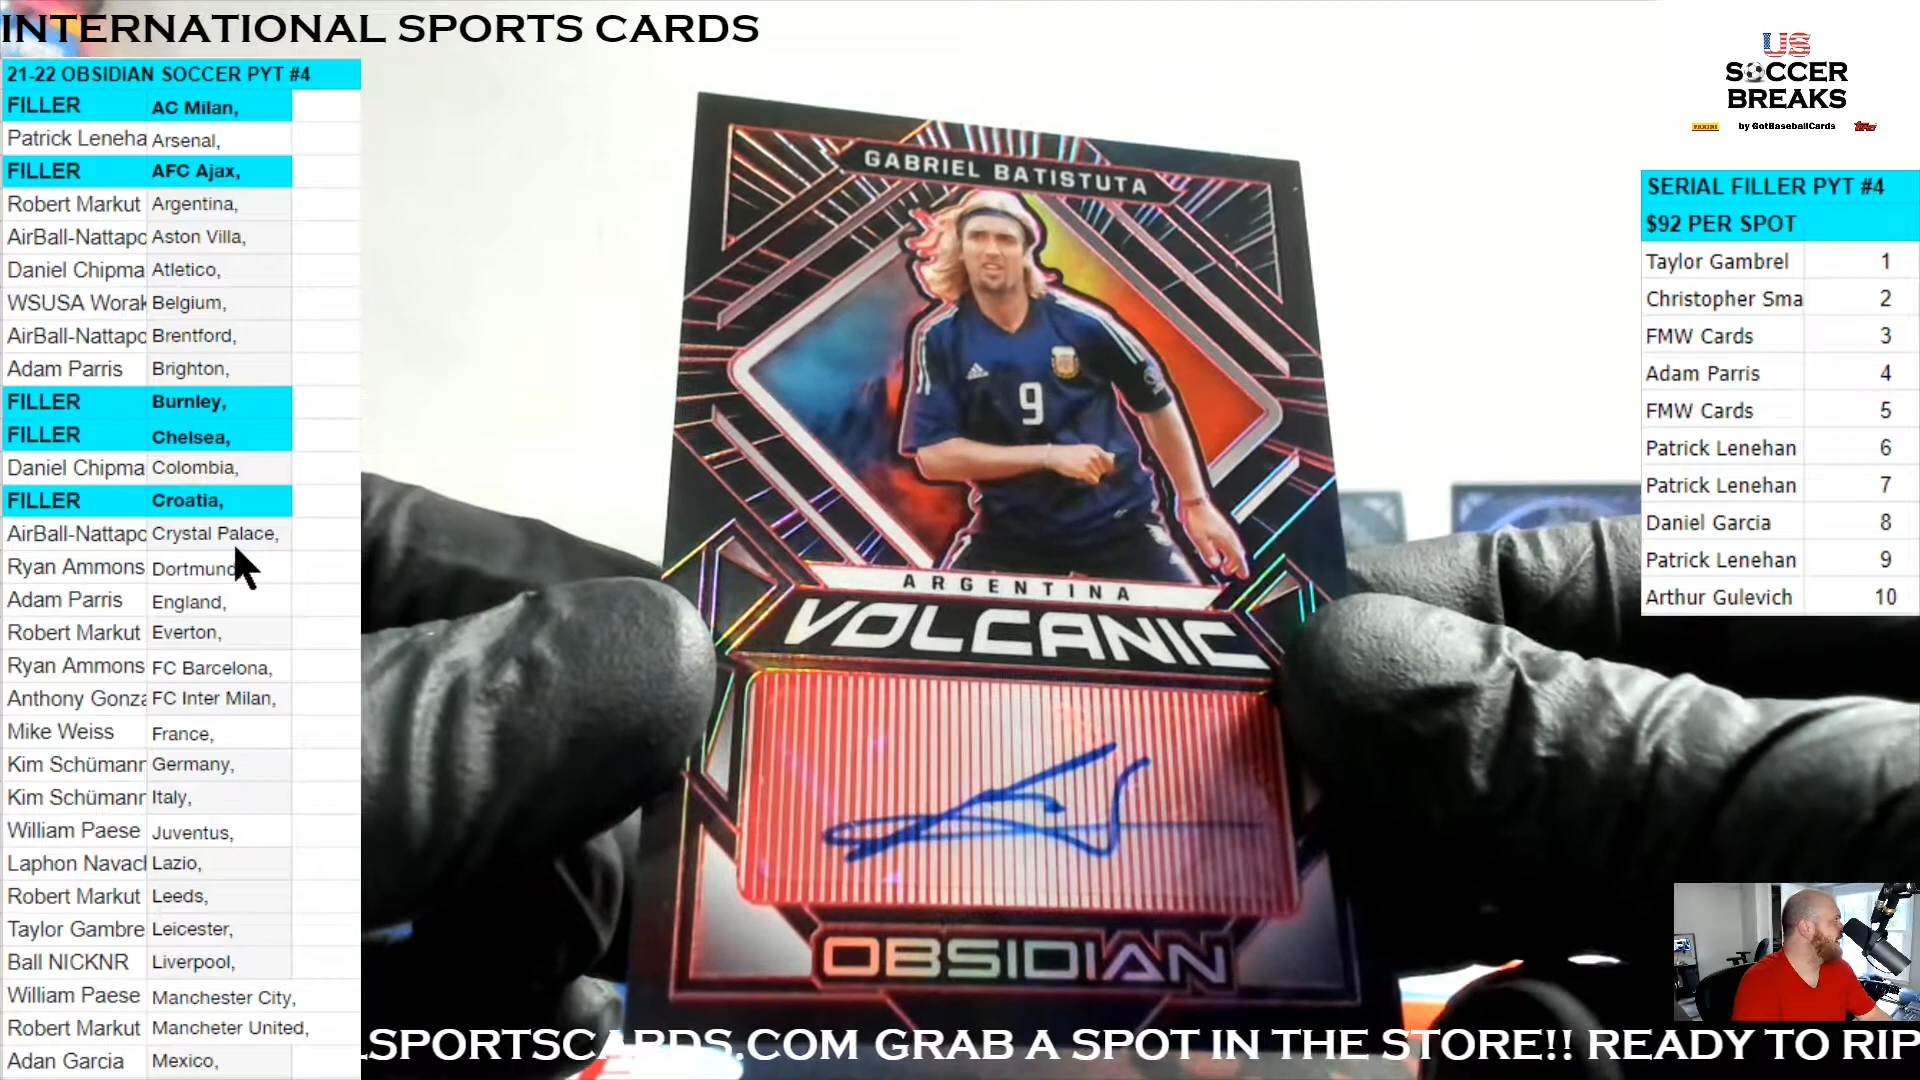 INTERNATIONAL SPORTS CARDS
21-22 OBSIDIAN SOCCER PYT #4
FILLER AC Milan,
Patrick Leneha Arsenal,
FILLER AFC Ajax,
Robert Markut Argentina,
AirBall-Nattapo Aston Villa,
Daniel Chipma Atletico,
WSUSA Worak Belgium,
AirBall-Nattapo Brentford,
Adam Parris Brighton,
FILLER Burnley,
FILLER Chelsea,
Daniel Chipma Colombia,
FILLER Croatia,
AirBall-Nattapo Crystal Palace,
Ryan Ammons Dortmund
Adam Parris England,
Robert Markut Everton,
Ryan Ammons FC Barcelona,
Anthony Gonza FC Inter Milan,
Mike Weiss France,
Kim Schümann Germany,
Kim Schümann Italy,
William Paese Juventus,
Laphon Navacl Lazio,
Robert Markut Leeds,
Taylor Gambre Leicester,
Ball NICKNR Liverpool,
William Paese Manchester City,
Robert Markut Mancheter United,
Adan Garcia Mexico,
GABRIEL BATISTUTA
9
ARGENTINA
VOLCANIC
OBSIDIAN
US
SOCCER
BREAKS
PANINI by GotBaseballCards Topps
SERIAL FILLER PYT #4
$92 PER SPOT
Taylor Gambrel 1
Christopher Sma 2
FMW Cards 3
Adam Parris 4
FMW Cards 5
Patrick Lenehan 6
Patrick Lenehan 7
Daniel Garcia 8
Patrick Lenehan 9
Arthur Gulevich 10
LSPORTSCARDS.COM GRAB A SPOT IN THE STORE!! READY TO RIP